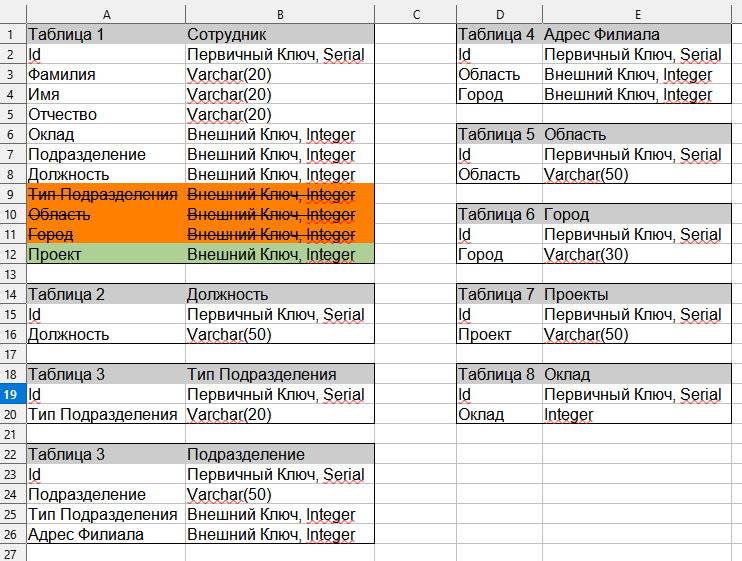 A B C D E
1 Таблица 1 Сотрудник Таблица 4 Адрес Филиала
2 Id Первичный Ключ, Serial Id Первичный Ключ, Serial
3 Фамилия Varchar(20) Область Внешний Ключ, Integer
4 Имя Varchar(20) Город Внешний Ключ, Integer
5 Отчество Varchar(20)
6 Оклад Внешний Ключ, Integer Таблица 5 Область
7 Подразделение Внешний Ключ, Integer Id Первичный Ключ, Serial
8 Должность Внешний Ключ, Integer Область Varchar(50)
9 Тип Подразделения Внешний Ключ, Integer
10 Область Внешний Ключ, Integer Таблица 6 Город
11 Город Внешний Ключ, Integer Id Первичный Ключ, Serial
12 Проект Внешний Ключ, Integer Город Varchar(30)
13
14 Таблица 2 Должность Таблица 7 Проекты
15 Id Первичный Ключ, Serial Id Первичный Ключ, Serial
16 Должность Varchar(50) Проект Varchar(50)
17
18 Таблица 3 Тип Подразделения Таблица 8 Оклад
19 Id Первичный Ключ, Serial Id Первичный Ключ, Serial
20 Тип Подразделения Varchar(20) Оклад Integer
21
22 Таблица 3 Подразделение
23 Id Первичный Ключ, Serial
24 Подразделение Varchar(50)
25 Тип Подразделения Внешний Ключ, Integer
26 Адрес Филиала Внешний Ключ, Integer
27